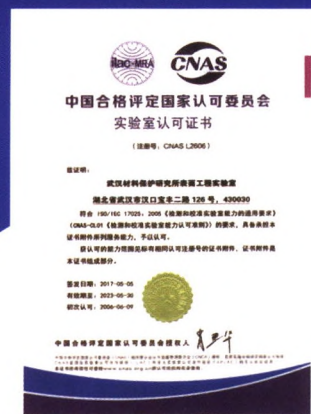 ilac-MRA
CNAS
中国合格评定国家认可委员会
实验室认可证书
（注册号：CNAS L2606）
兹证明：
武汉材料保护研究所表面工程实验室
湖北省武汉市汉口宝丰二路 126 号，430030
符合 ISO/IEC 17025：2005《检测和校准实验室能力的通用要求》
（CNAS-CL01《检测和校准实验室能力认可准则》）的要求，具备承担本
证书附件所列服务能力，予以认可。
获认可的能力范围见标有相同认可注册号的证书附件，证书附件是
本证书组成部分。
签发日期：2017-05-05
有效期至：2023-05-30
初次认可：2006-06-09
中国合格评定国家认可委员会授权人